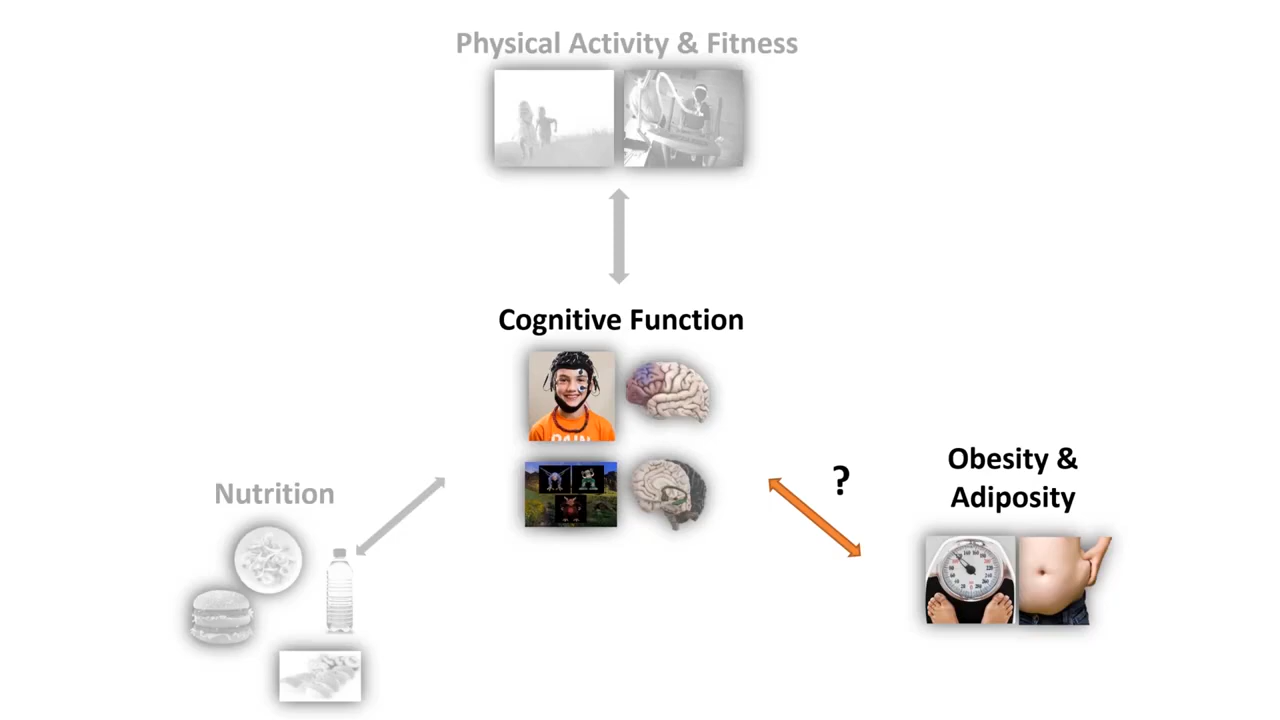 Physical Activity & Fitness
Cognitive Function
?
Obesity &
Adiposity
Nutrition